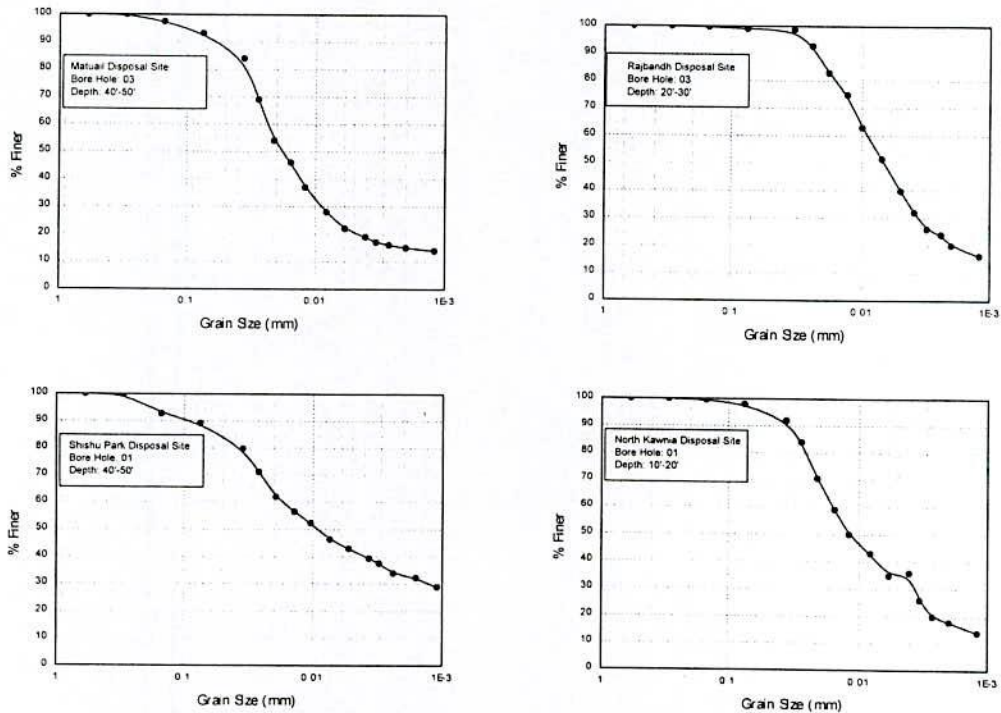 100
90
80
70
60
50
40
30
20
10
0
% Finer
Matuail Disposal Site
Bore Hole: 03
Depth: 40'-50'
1
0.1
0.01
1E-3
Grain Size (mm)
100
90
80
70
60
50
40
30
20
10
0
% Finer
Rajbandh Disposal Site
Bore Hole: 03
Depth: 20'-30'
1
0.1
0.01
1E-3
Grain Size (mm)
100
90
80
70
60
50
40
30
20
10
0
% Finer
Shishu Park Disposal Site
Bore Hole: 01
Depth: 40'-50'
1
0.1
0.01
1E-3
Grain Size (mm)
100
90
80
70
60
50
40
30
20
10
0
% Finer
North Kawnia Disposal Site
Bore Hole: 01
Depth: 10'-20'
1
0.1
0.01
1E-3
Grain Size (mm)